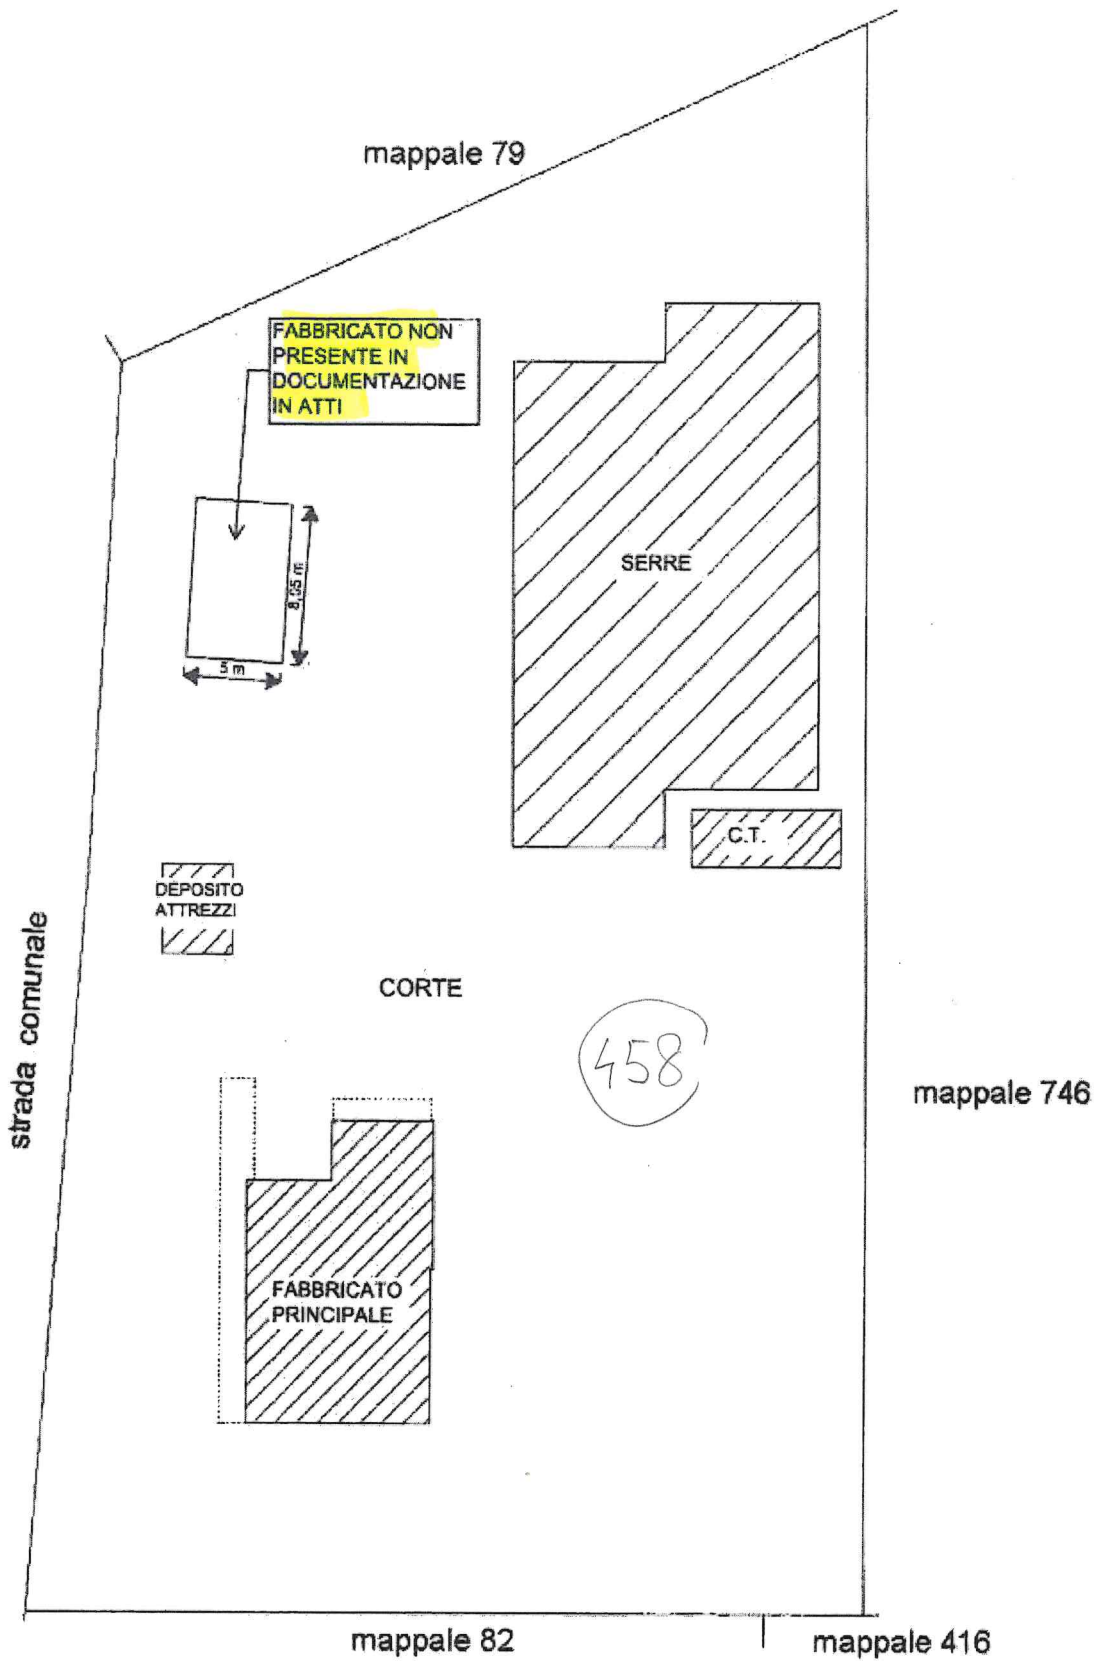 mappale 79
FABBRICATO NON
PRESENTE IN
DOCUMENTAZIONE
IN ATTI
SERRE
8,05 m
5 m
C.T.
DEPOSITO
ATTREZZI
strada comunale
CORTE
458
mappale 746
FABBRICATO
PRINCIPALE
mappale 82
mappale 416